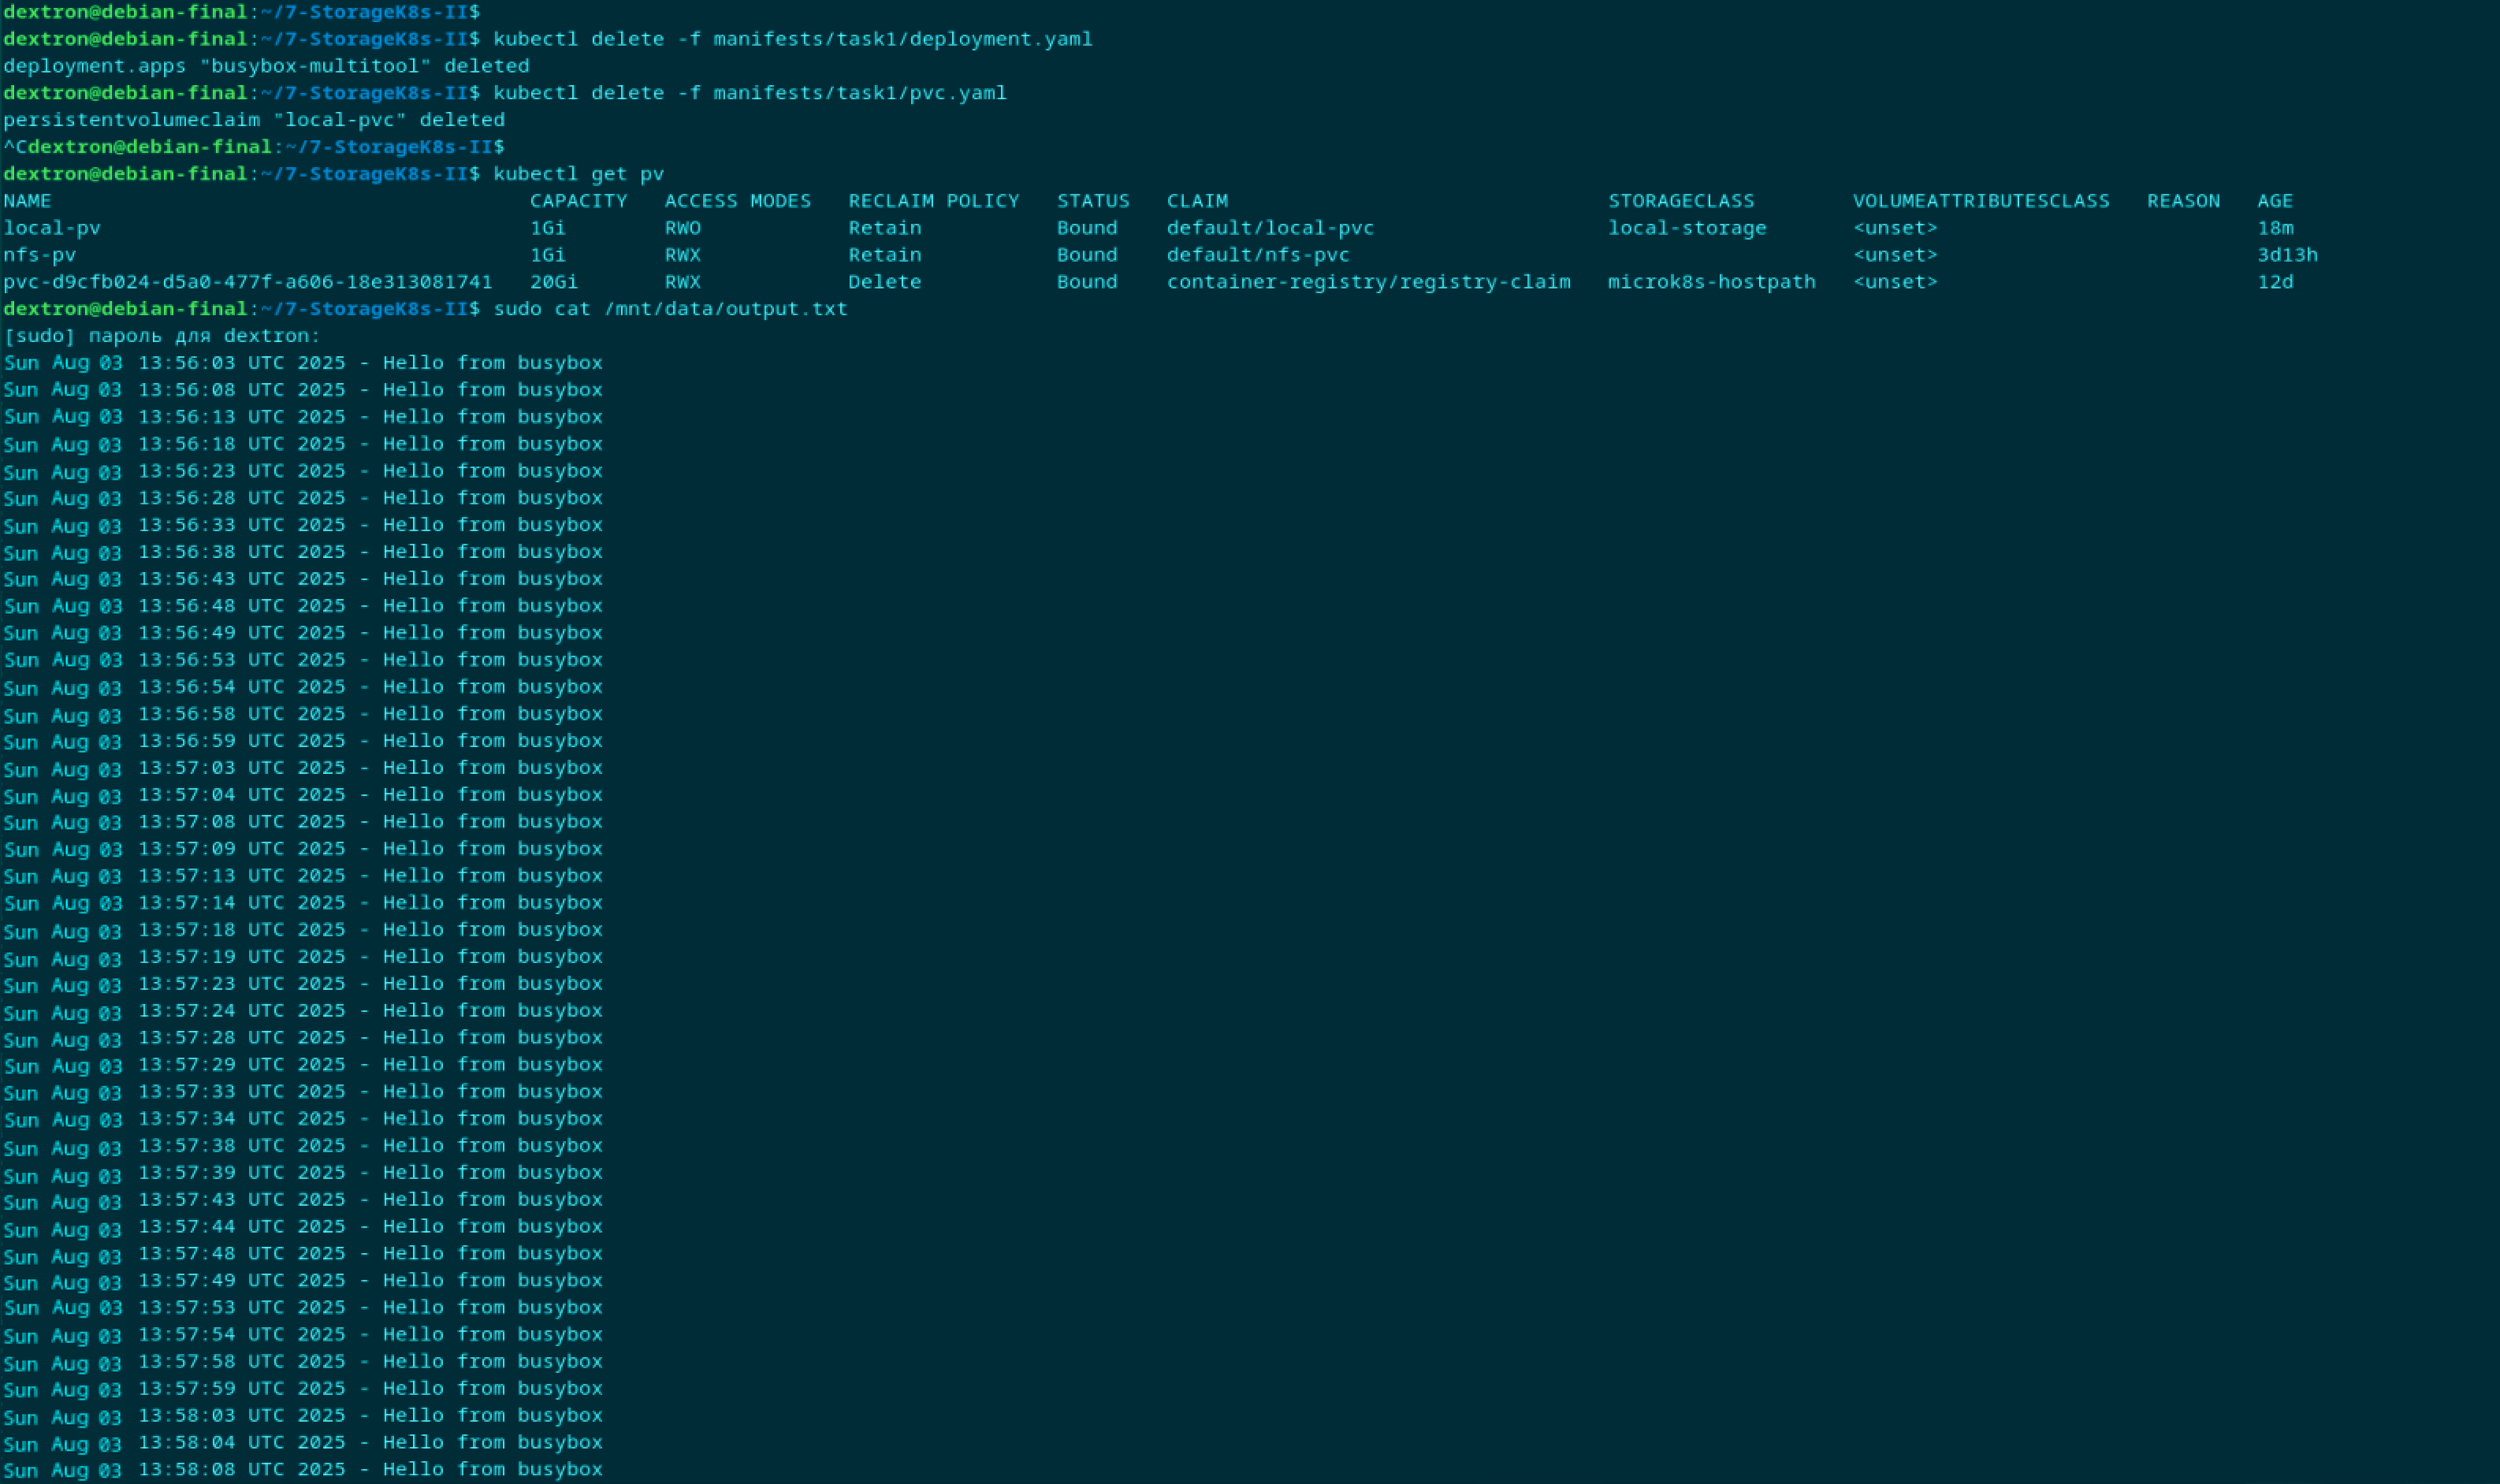 dextron@debian-final:~/7-StorageK8s-II$
dextron@debian-final:~/7-StorageK8s-II$ kubectl delete -f manifests/task1/deployment.yaml
deployment.apps "busybox-multitool" deleted
dextron@debian-final:~/7-StorageK8s-II$ kubectl delete -f manifests/task1/pvc.yaml
persistentvolumeclaim "local-pvc" deleted
^Cdextron@debian-final:~/7-StorageK8s-II$
dextron@debian-final:~/7-StorageK8s-II$ kubectl get pv
NAME CAPACITY ACCESS MODES RECLAIM POLICY STATUS CLAIM STORAGECLASS VOLUMEATTRIBUTESCLASS REASON AGE
local-pv 1Gi RWO Retain Bound default/local-pvc local-storage <unset> 18m
nfs-pv 1Gi RWX Retain Bound default/nfs-pvc <unset> 3d13h
pvc-d9cfb024-d5a0-477f-a606-18e313081741 20Gi RWX Delete Bound container-registry/registry-claim microk8s-hostpath <unset> 12d
dextron@debian-final:~/7-StorageK8s-II$ sudo cat /mnt/data/output.txt
[sudo] пароль для dextron:
Sun Aug 03 13:56:03 UTC 2025 - Hello from busybox
Sun Aug 03 13:56:08 UTC 2025 - Hello from busybox
Sun Aug 03 13:56:13 UTC 2025 - Hello from busybox
Sun Aug 03 13:56:18 UTC 2025 - Hello from busybox
Sun Aug 03 13:56:23 UTC 2025 - Hello from busybox
Sun Aug 03 13:56:28 UTC 2025 - Hello from busybox
Sun Aug 03 13:56:33 UTC 2025 - Hello from busybox
Sun Aug 03 13:56:38 UTC 2025 - Hello from busybox
Sun Aug 03 13:56:43 UTC 2025 - Hello from busybox
Sun Aug 03 13:56:48 UTC 2025 - Hello from busybox
Sun Aug 03 13:56:49 UTC 2025 - Hello from busybox
Sun Aug 03 13:56:53 UTC 2025 - Hello from busybox
Sun Aug 03 13:56:54 UTC 2025 - Hello from busybox
Sun Aug 03 13:56:58 UTC 2025 - Hello from busybox
Sun Aug 03 13:56:59 UTC 2025 - Hello from busybox
Sun Aug 03 13:57:03 UTC 2025 - Hello from busybox
Sun Aug 03 13:57:04 UTC 2025 - Hello from busybox
Sun Aug 03 13:57:08 UTC 2025 - Hello from busybox
Sun Aug 03 13:57:09 UTC 2025 - Hello from busybox
Sun Aug 03 13:57:13 UTC 2025 - Hello from busybox
Sun Aug 03 13:57:14 UTC 2025 - Hello from busybox
Sun Aug 03 13:57:18 UTC 2025 - Hello from busybox
Sun Aug 03 13:57:19 UTC 2025 - Hello from busybox
Sun Aug 03 13:57:23 UTC 2025 - Hello from busybox
Sun Aug 03 13:57:24 UTC 2025 - Hello from busybox
Sun Aug 03 13:57:28 UTC 2025 - Hello from busybox
Sun Aug 03 13:57:29 UTC 2025 - Hello from busybox
Sun Aug 03 13:57:33 UTC 2025 - Hello from busybox
Sun Aug 03 13:57:34 UTC 2025 - Hello from busybox
Sun Aug 03 13:57:38 UTC 2025 - Hello from busybox
Sun Aug 03 13:57:39 UTC 2025 - Hello from busybox
Sun Aug 03 13:57:43 UTC 2025 - Hello from busybox
Sun Aug 03 13:57:44 UTC 2025 - Hello from busybox
Sun Aug 03 13:57:48 UTC 2025 - Hello from busybox
Sun Aug 03 13:57:49 UTC 2025 - Hello from busybox
Sun Aug 03 13:57:53 UTC 2025 - Hello from busybox
Sun Aug 03 13:57:54 UTC 2025 - Hello from busybox
Sun Aug 03 13:57:58 UTC 2025 - Hello from busybox
Sun Aug 03 13:57:59 UTC 2025 - Hello from busybox
Sun Aug 03 13:58:03 UTC 2025 - Hello from busybox
Sun Aug 03 13:58:04 UTC 2025 - Hello from busybox
Sun Aug 03 13:58:08 UTC 2025 - Hello from busybox